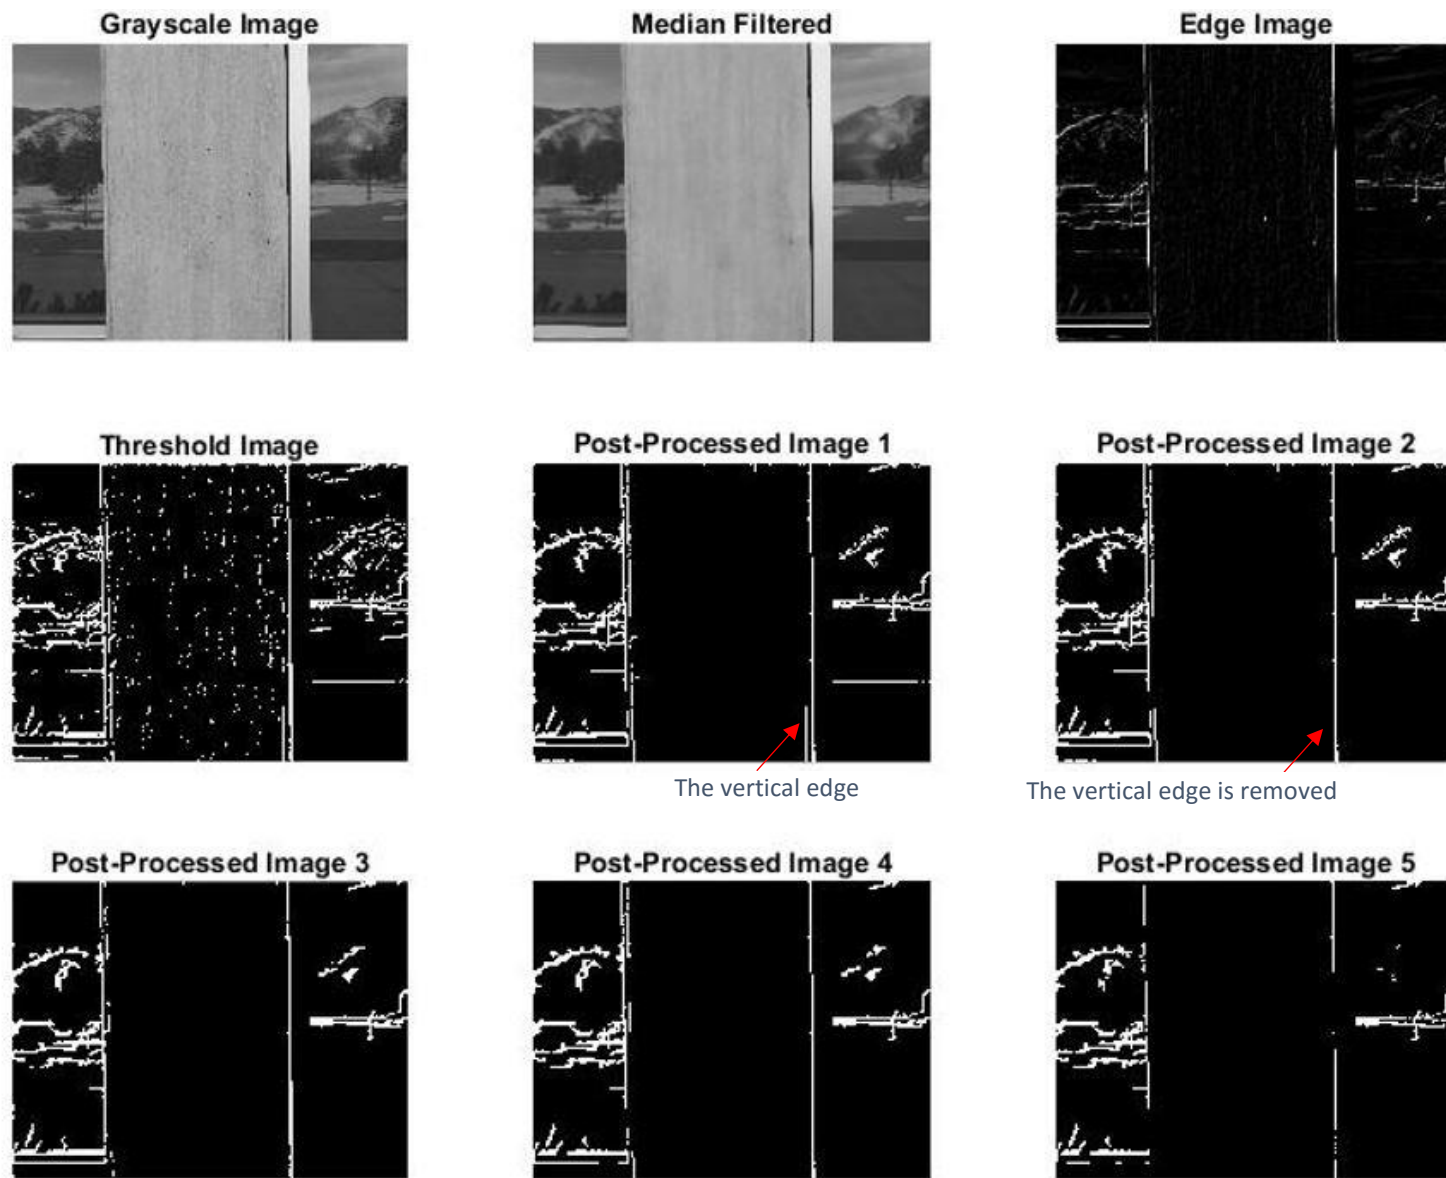 Grayscale Image
Median Filtered
Edge Image
Threshold Image
Post-Processed Image 1
Post-Processed Image 2
The vertical edge
The vertical edge is removed
Post-Processed Image 3
Post-Processed Image 4
Post-Processed Image 5